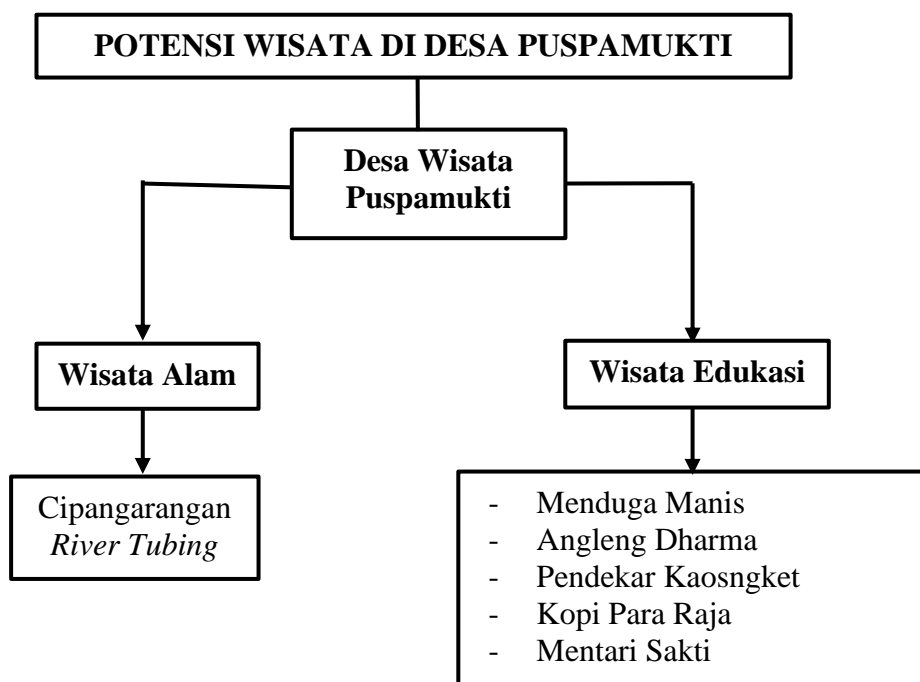 POTENSI WISATA DI DESA PUSPAMUKTI
Desa Wisata
Puspamukti
Wisata Alam
Wisata Edukasi
Cipangarangan
River Tubing
- Menduga Manis
- Angleng Dharma
- Pendekar Kaosngket
- Kopi Para Raja
- Mentari Sakti